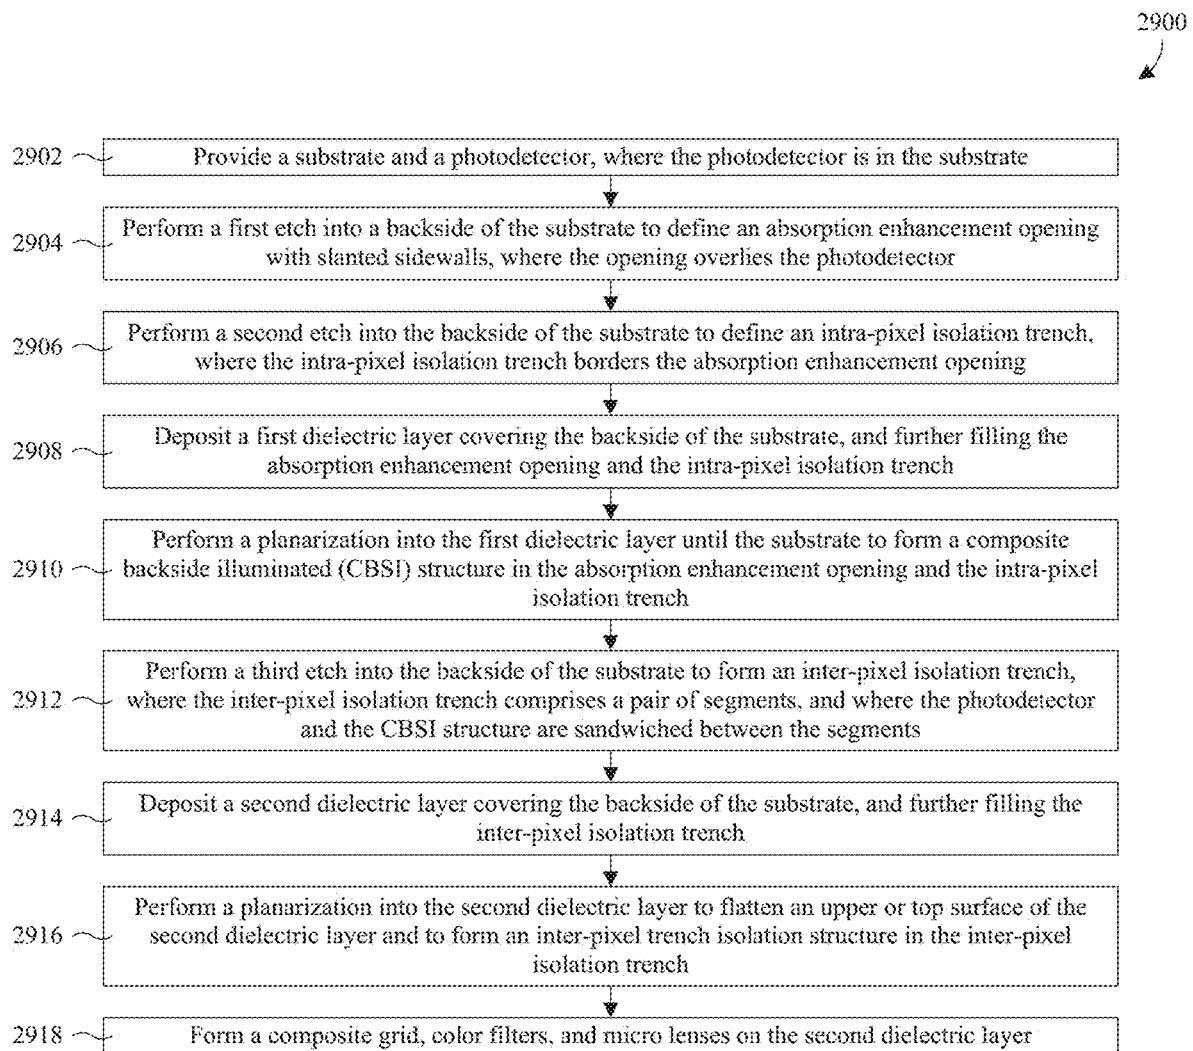 2900
2902
Provide a substrate and a photodetector, where the photodetector is in the substrate
2904
Perform a first etch into a backside of the substrate to define an absorption enhancement opening
with slanted sidewalls, where the opening overlies the photodetector
2906
Perform a second etch into the backside of the substrate to define an intra-pixel isolation trench,
where the intra-pixel isolation trench borders the absorption enhancement opening
2908
Deposit a first dielectric layer covering the backside of the substrate, and further filling the
absorption enhancement opening and the intra-pixel isolation trench
2910
Perform a planarization into the first dielectric layer until the substrate to form a composite
backside illuminated (CBSI) structure in the absorption enhancement opening and the intra-pixel
isolation trench
2912
Perform a third etch into the backside of the substrate to form an inter-pixel isolation trench,
where the inter-pixel isolation trench comprises a pair of segments, and where the photodetector
and the CBSI structure are sandwiched between the segments
2914
Deposit a second dielectric layer covering the backside of the substrate, and further filling the
inter-pixel isolation trench
2916
Perform a planarization into the second dielectric layer to flatten an upper or top surface of the
second dielectric layer and to form an inter-pixel trench isolation structure in the inter-pixel
isolation trench
2918
Form a composite grid, color filters, and micro lenses on the second dielectric layer